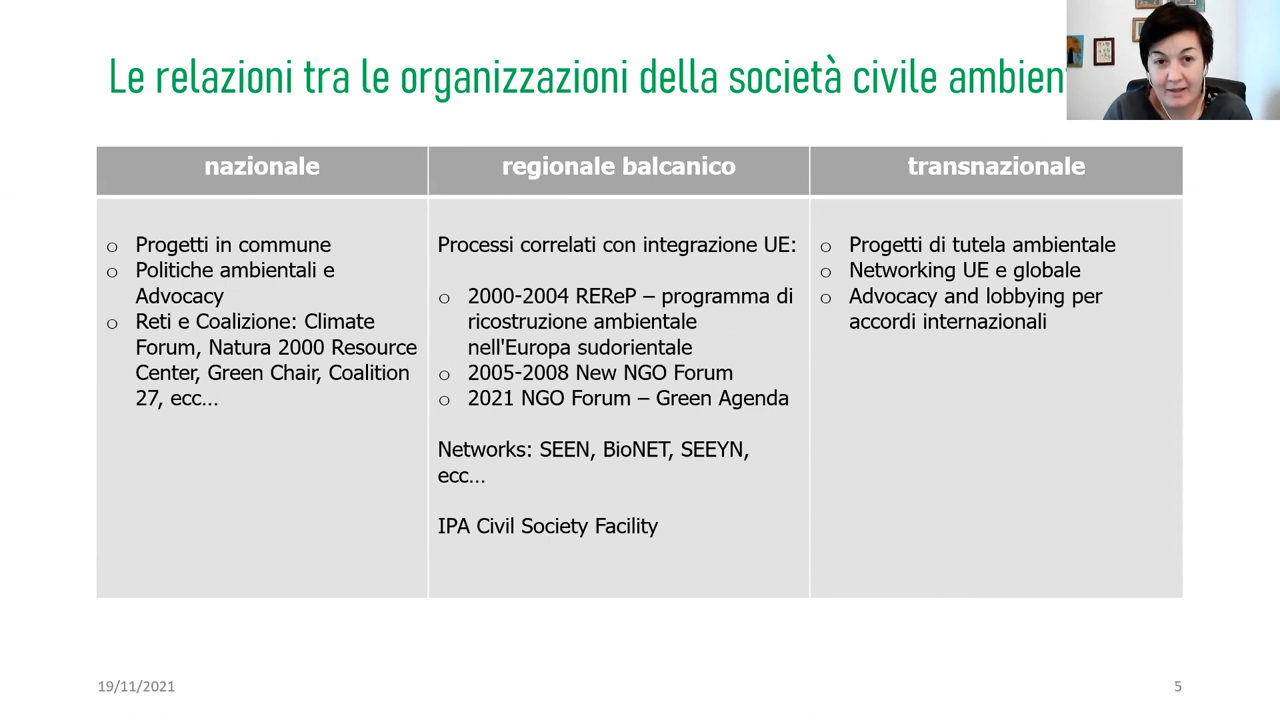 Le relazioni tra le organizzazioni della società civile
nazionale
regionale balcanico
transnazionale
○ Progetti in commune
○ Politiche ambientali e
Advocacy
○ Reti e Coalizione: Climate
Forum, Natura 2000 Resource
Center, Green Chair, Coalition
27, ecc...
Processi correlati con integrazione UE:
○ 2000-2004 REReP – programma di
ricostruzione ambientale
nell'Europa sudorientale
○ 2005-2008 New NGO Forum
○ 2021 NGO Forum – Green Agenda
Networks: SEEN, BioNET, SEEYN,
ecc...
IPA Civil Society Facility
○ Progetti di tutela ambientale
○ Networking UE e globale
○ Advocacy and lobbying per
accordi internazionali
19/11/2021
5